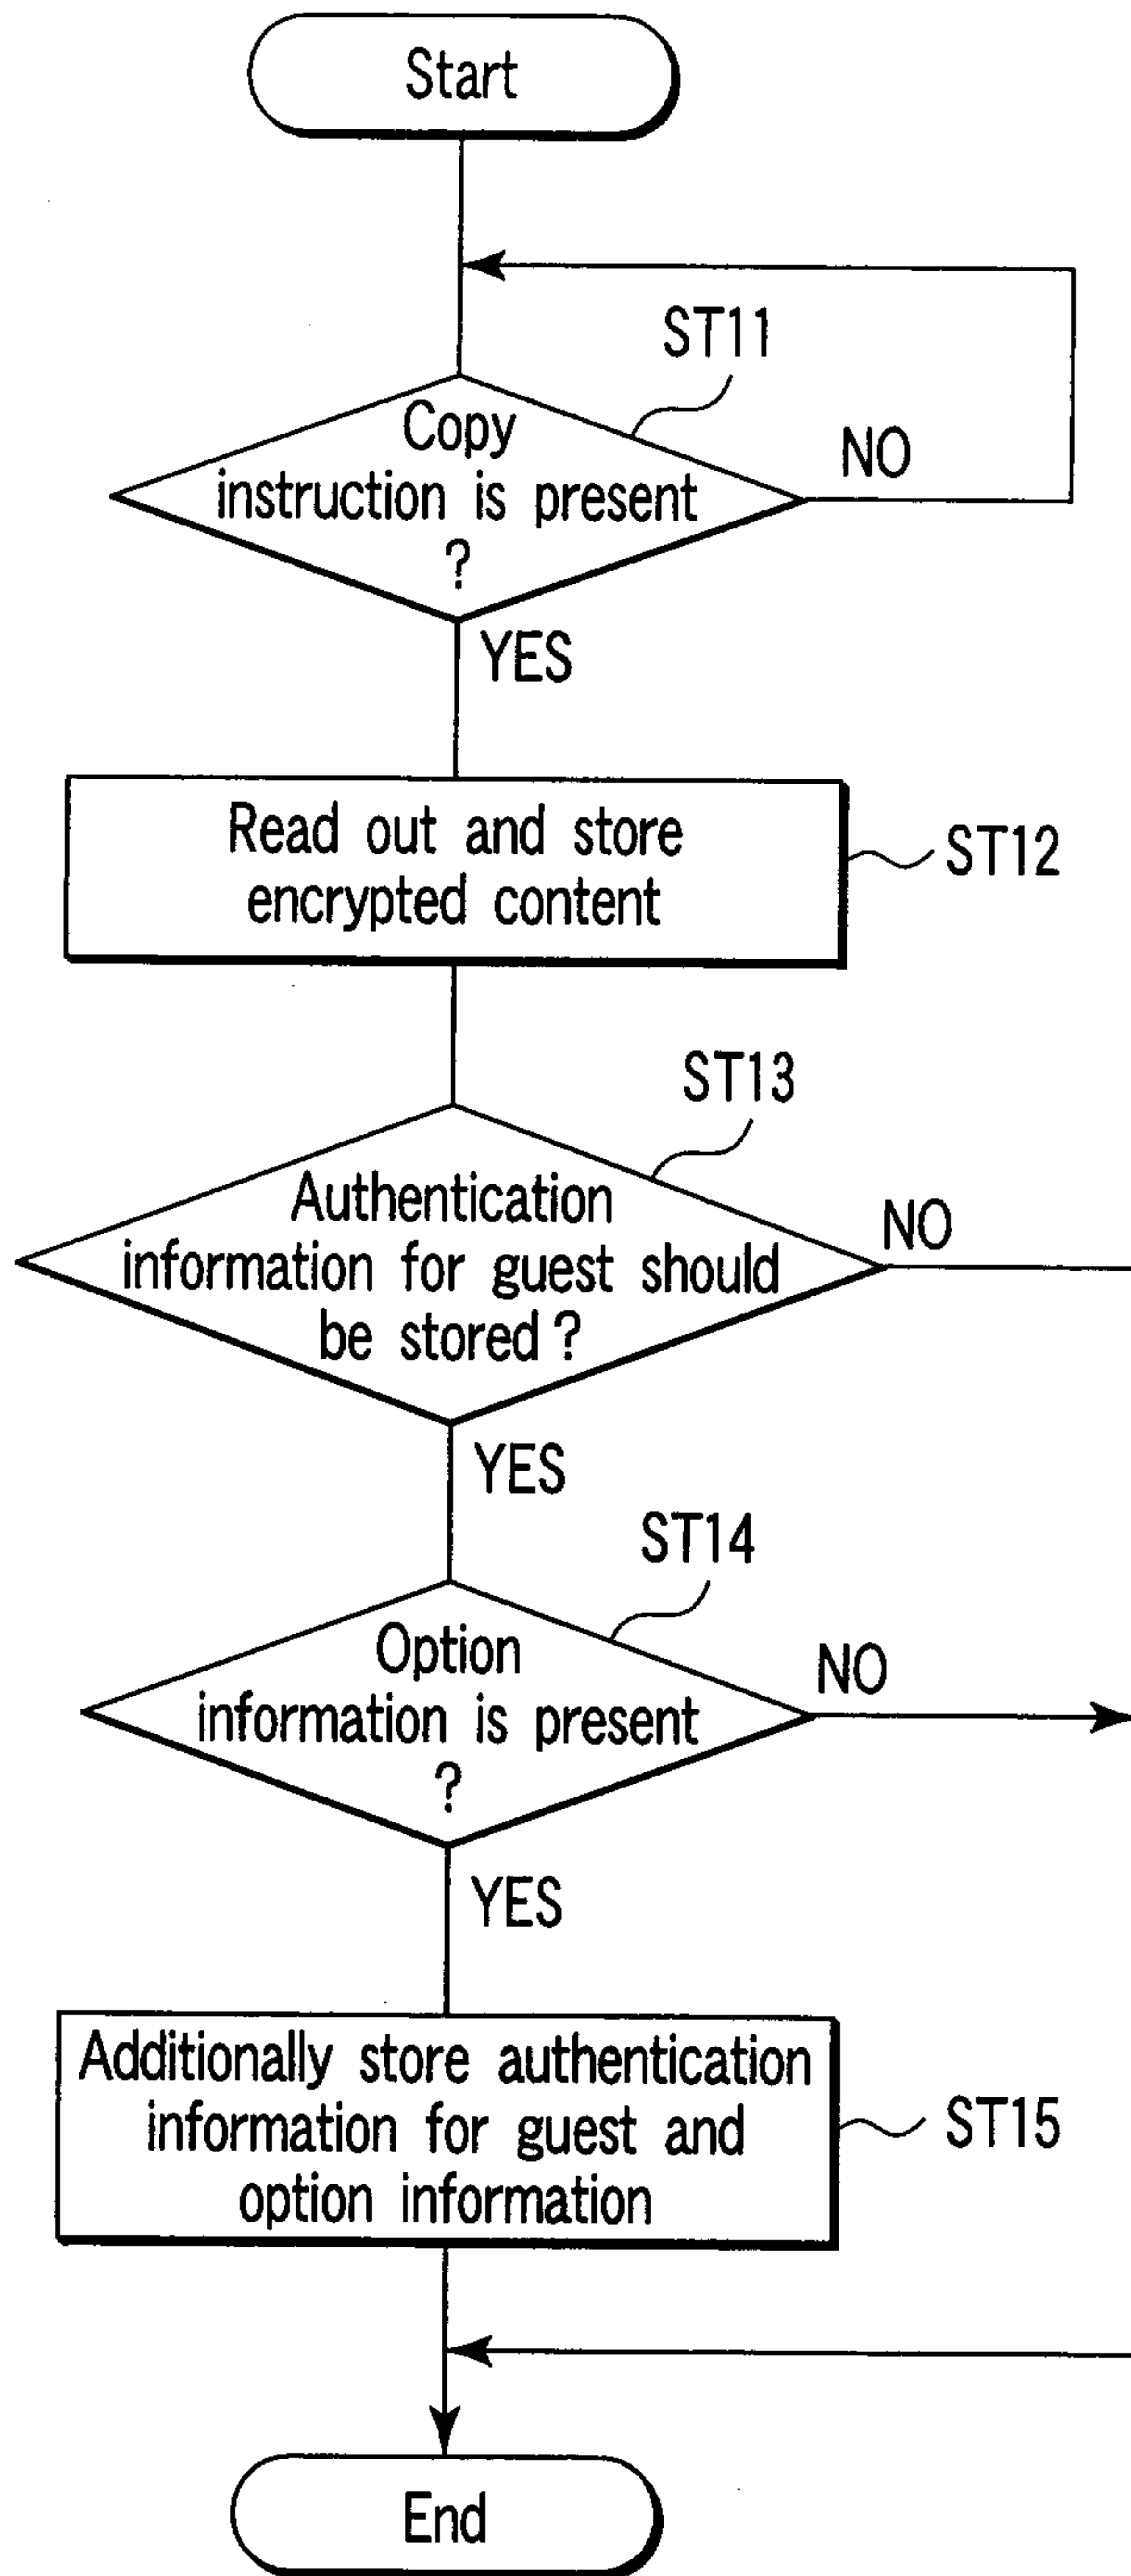 Start
ST11
Copy
instruction is present
?
NO
YES
Read out and store
encrypted content
ST12
ST13
Authentication
information for guest should
be stored ?
NO
YES
ST14
Option
information is present
?
NO
YES
Additionally store authentication
information for guest and
option information
ST15
End